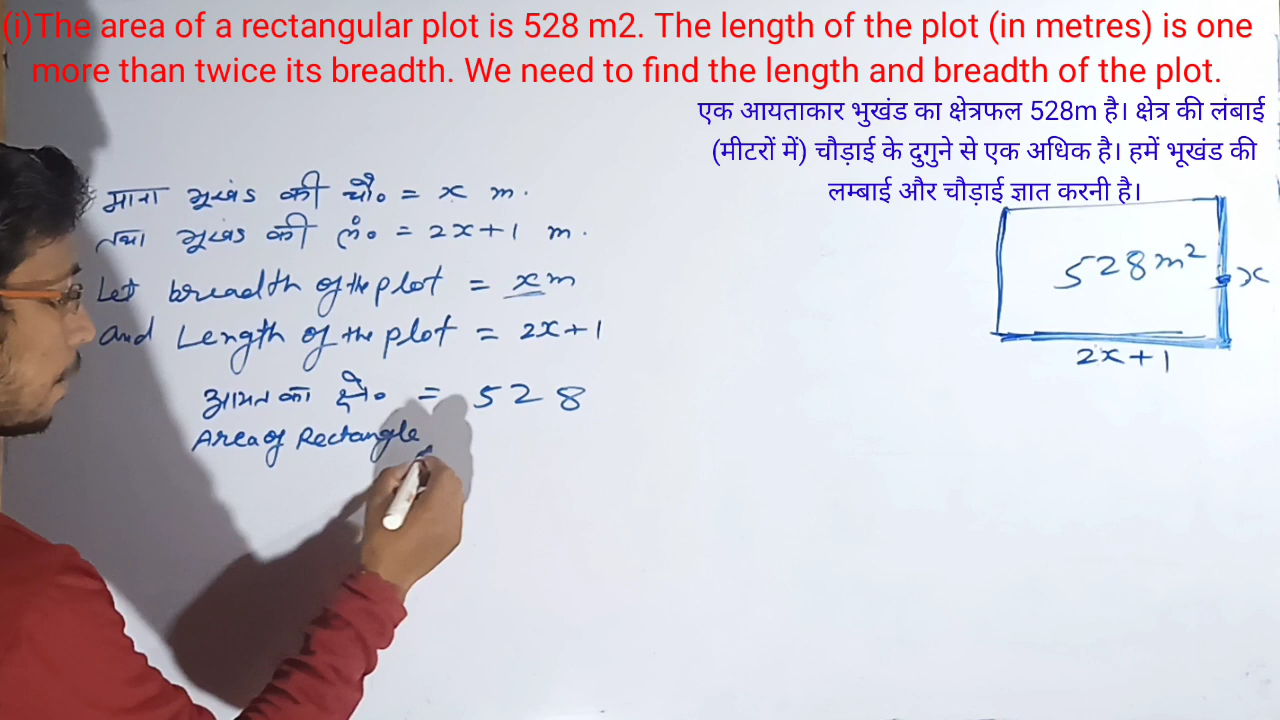 (i)The area of a rectangular plot is 528 m2. The length of the plot (in metres) is one
more than twice its breadth. We need to find the length and breadth of the plot.
एक आयताकार भुखंड का क्षेत्रफल 528m है। क्षेत्र की लंबाई
(मीटरों में) चौड़ाई के दुगुने से एक अधिक है। हमें भूखंड की
लम्बाई और चौड़ाई ज्ञात करनी है।
माना भूखंड की चौ० = x m.
तथा भूखंड की लं० = 2x+1 m.
Let breadth of the plot = x m
and Length of the plot = 2x+1
आयत का क्षे० = 528
Area of Rectangle
528m²
x
2x+1